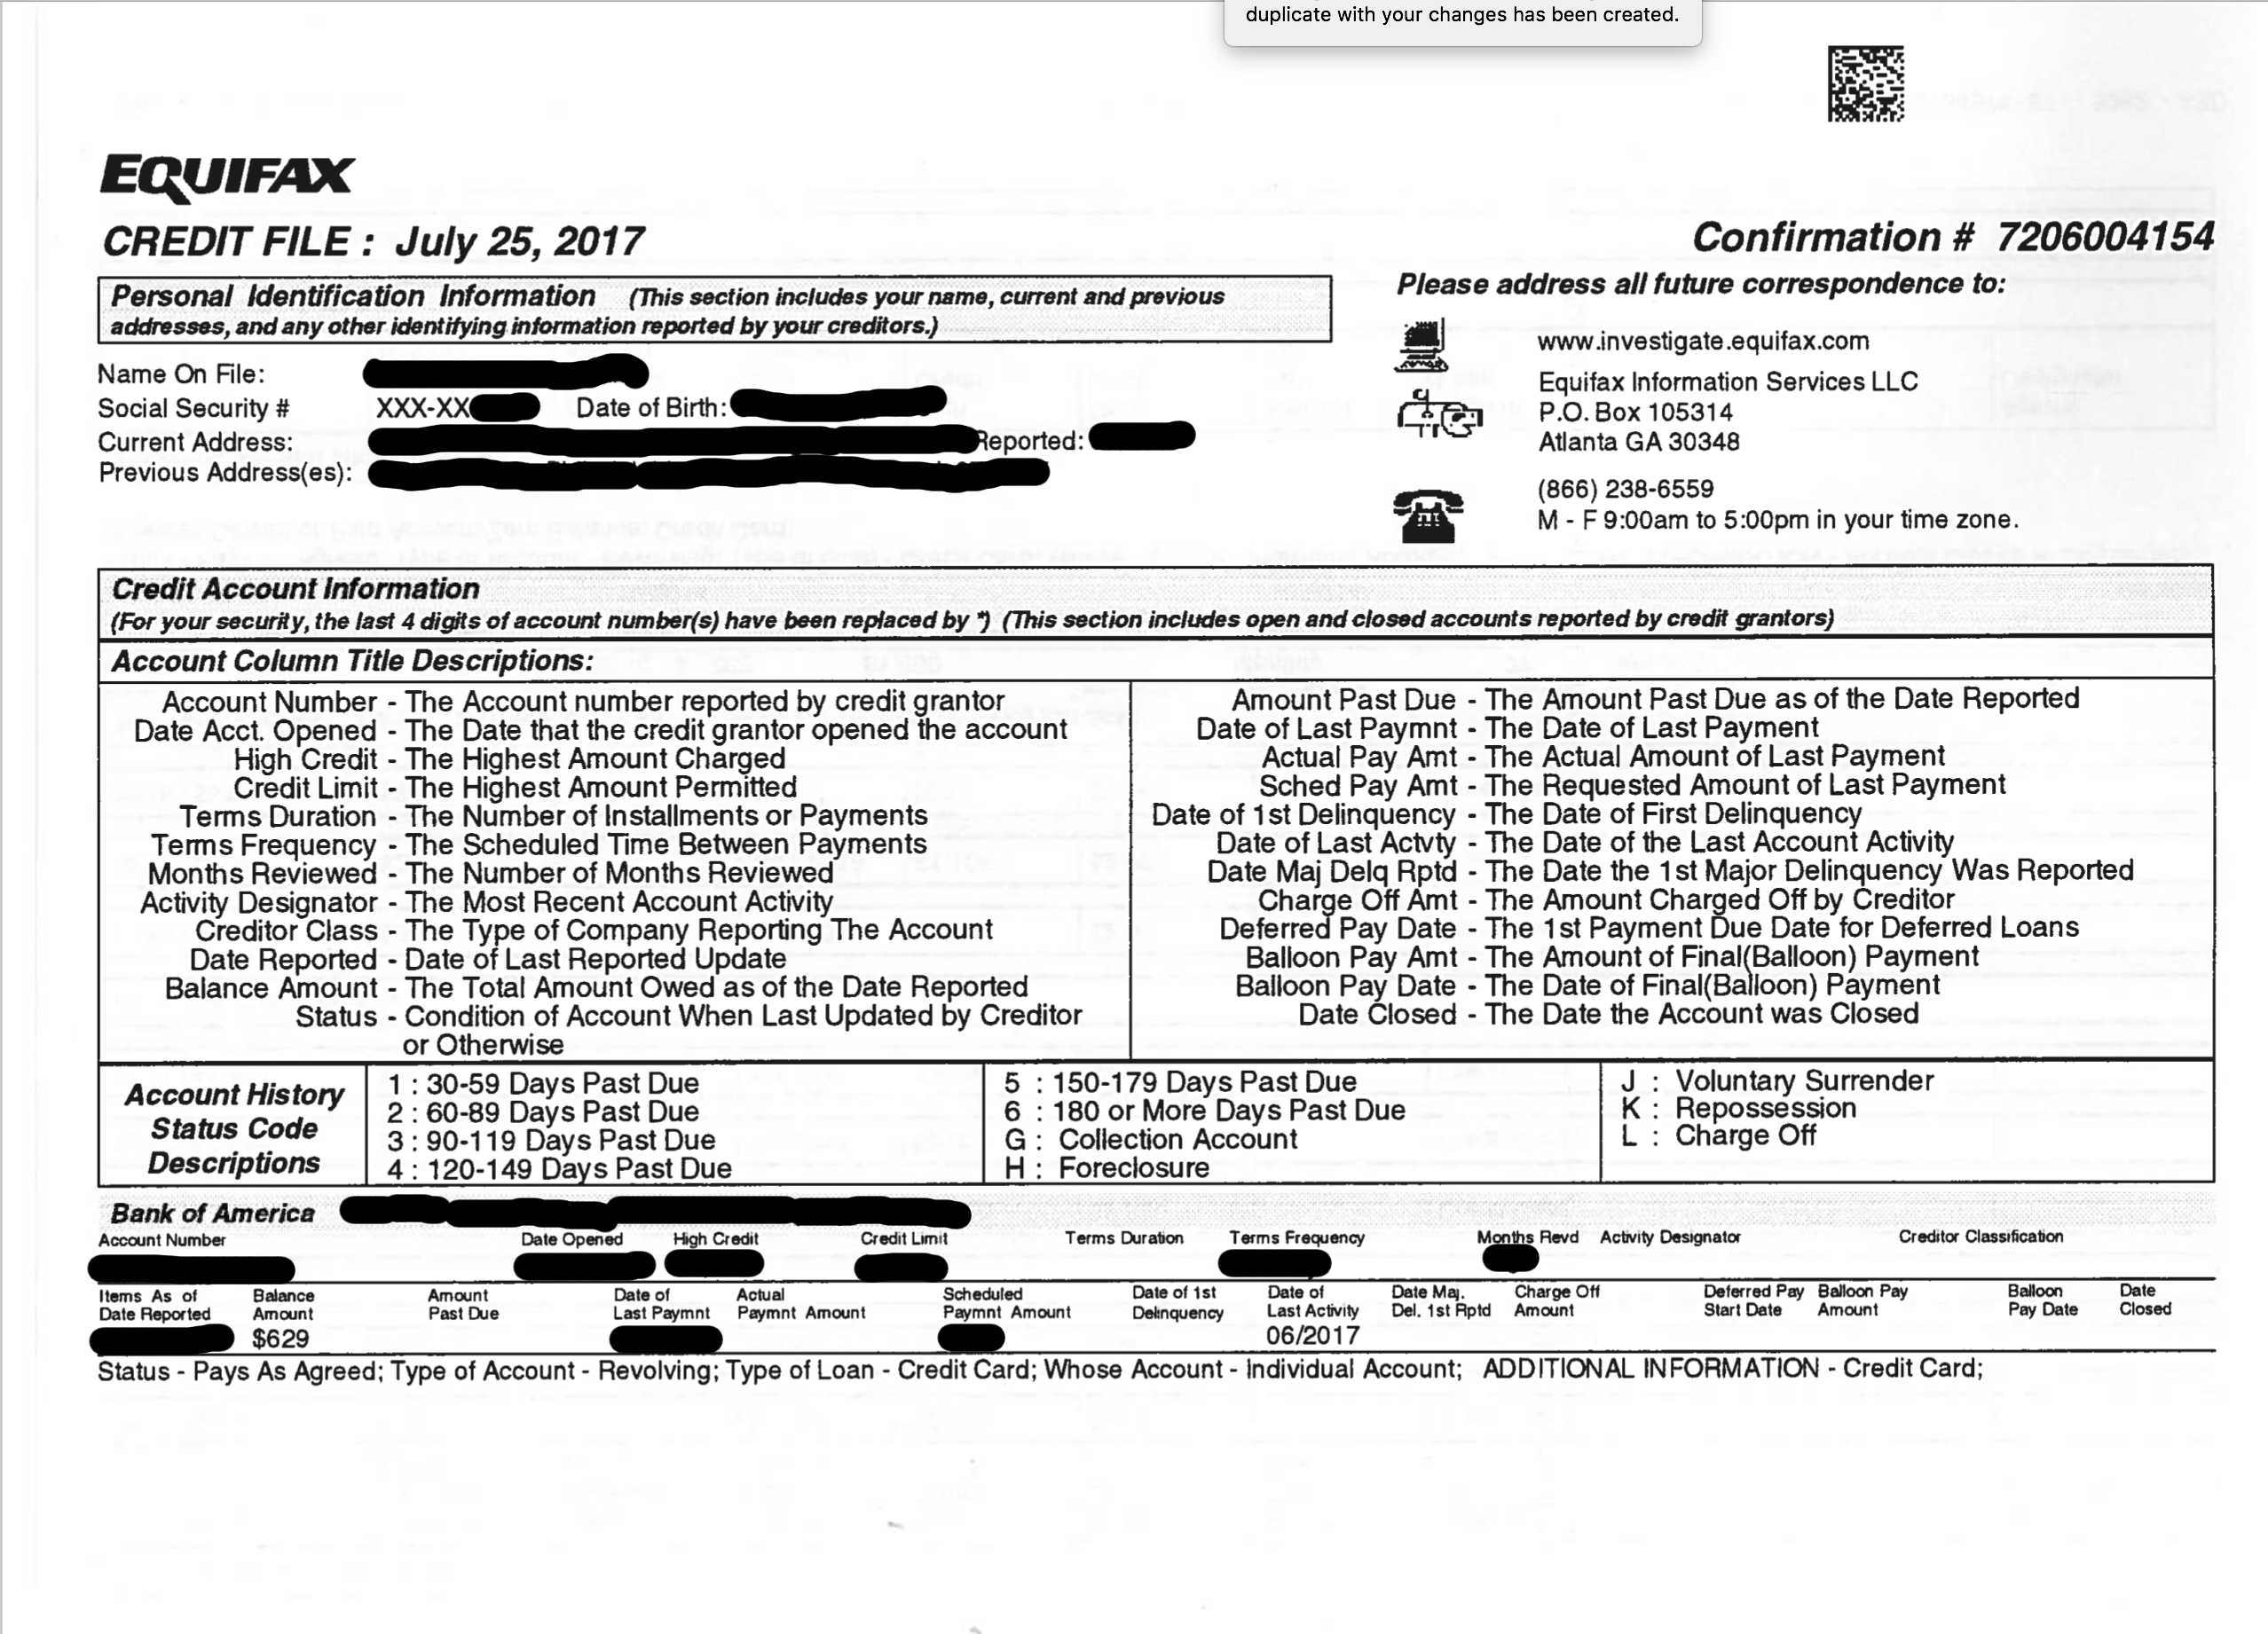 duplicate with your changes has been created.
EQUIFAX
CREDIT FILE : July 25, 2017
Confirmation # 7206004154
Personal Identification Information (This section includes your name, current and previous
addresses, and any other identifying information reported by your creditors.)
Please address all future correspondence to:
www.investigate.equifax.com
Equifax Information Services LLC
P.O. Box 105314
Atlanta GA 30348
(866) 238-6559
M - F 9:00am to 5:00pm in your time zone.
Name On File:
Social Security # XXX-XX Date of Birth:
Current Address: Reported:
Previous Address(es):
Credit Account Information
(For your security, the last 4 digits of account number(s) have been replaced by *) (This section includes open and closed accounts reported by credit grantors)
Account Column Title Descriptions:
Account Number - The Account number reported by credit grantor
Date Acct. Opened - The Date that the credit grantor opened the account
High Credit - The Highest Amount Charged
Credit Limit - The Highest Amount Permitted
Terms Duration - The Number of Installments or Payments
Terms Frequency - The Scheduled Time Between Payments
Months Reviewed - The Number of Months Reviewed
Activity Designator - The Most Recent Account Activity
Creditor Class - The Type of Company Reporting The Account
Date Reported - Date of Last Reported Update
Balance Amount - The Total Amount Owed as of the Date Reported
Status - Condition of Account When Last Updated by Creditor
or Otherwise
Amount Past Due - The Amount Past Due as of the Date Reported
Date of Last Paymnt - The Date of Last Payment
Actual Pay Amt - The Actual Amount of Last Payment
Sched Pay Amt - The Requested Amount of Last Payment
Date of 1st Delinquency - The Date of First Delinquency
Date of Last Actvty - The Date of the Last Account Activity
Date Maj Delq Rptd - The Date the 1st Major Delinquency Was Reported
Charge Off Amt - The Amount Charged Off by Creditor
Deferred Pay Date - The 1st Payment Due Date for Deferred Loans
Balloon Pay Amt - The Amount of Final(Balloon) Payment
Balloon Pay Date - The Date of Final(Balloon) Payment
Date Closed - The Date the Account was Closed
Account History
Status Code
Descriptions
1 : 30-59 Days Past Due
2 : 60-89 Days Past Due
3 : 90-119 Days Past Due
4 : 120-149 Days Past Due
5 : 150-179 Days Past Due
6 : 180 or More Days Past Due
G : Collection Account
H : Foreclosure
J : Voluntary Surrender
K : Repossession
L : Charge Off
Bank of America
Account Number Date Opened High Credit Credit Limit Terms Duration Terms Frequency Months Revd Activity Designator Creditor Classification
Items As of Balance Amount Date of Actual Scheduled Date of 1st Date of Date Maj. Charge Off Deferred Pay Balloon Pay Balloon Date
Date Reported Amount Past Due Last Paymnt Paymnt Amount Paymnt Amount Delinquency Last Activity Del. 1st Rptd Amount Start Date Amount Pay Date Closed
$629 06/2017
Status - Pays As Agreed; Type of Account - Revolving; Type of Loan - Credit Card; Whose Account - Individual Account; ADDITIONAL INFORMATION - Credit Card;